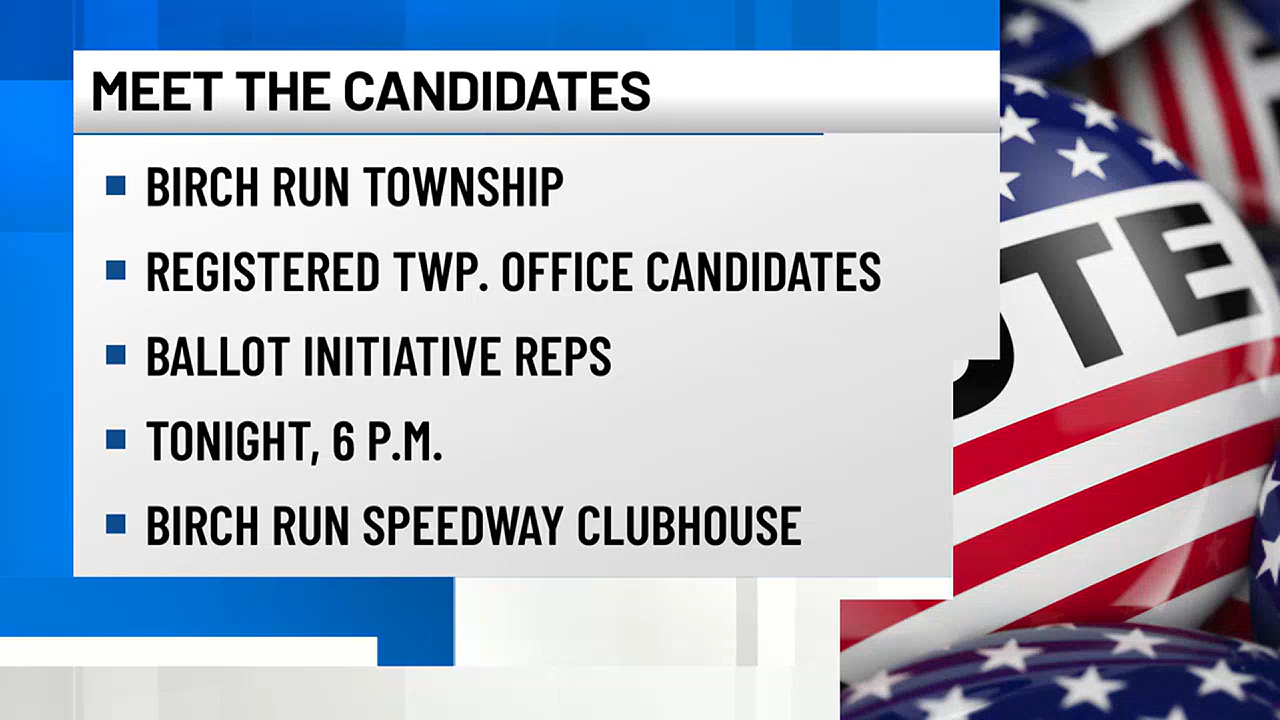 MEET THE CANDIDATES
BIRCH RUN TOWNSHIP
REGISTERED TWP. OFFICE CANDIDATES
BALLOT INITIATIVE REPS
TONIGHT, 6 P.M.
BIRCH RUN SPEEDWAY CLUBHOUSE
OTE